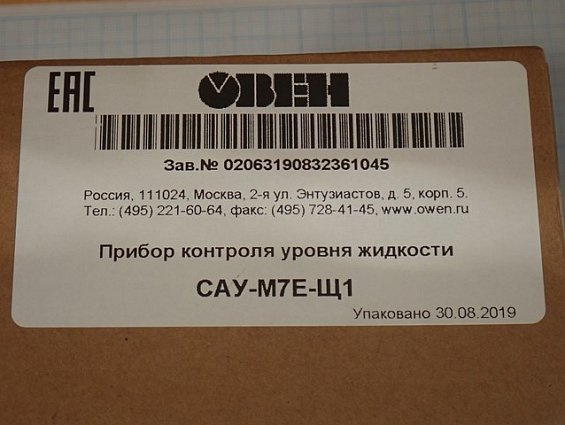 EAC ОВЕН
Зав.№ 02063190832361045
Россия, 111024, Москва, 2-я ул. Энтузиастов, д. 5, корп. 5.
Тел.: (495) 221-60-64, факс: (495) 728-41-45, www.owen.ru
Прибор контроля уровня жидкости
САУ-М7Е-Щ1
Упаковано 30.08.2019